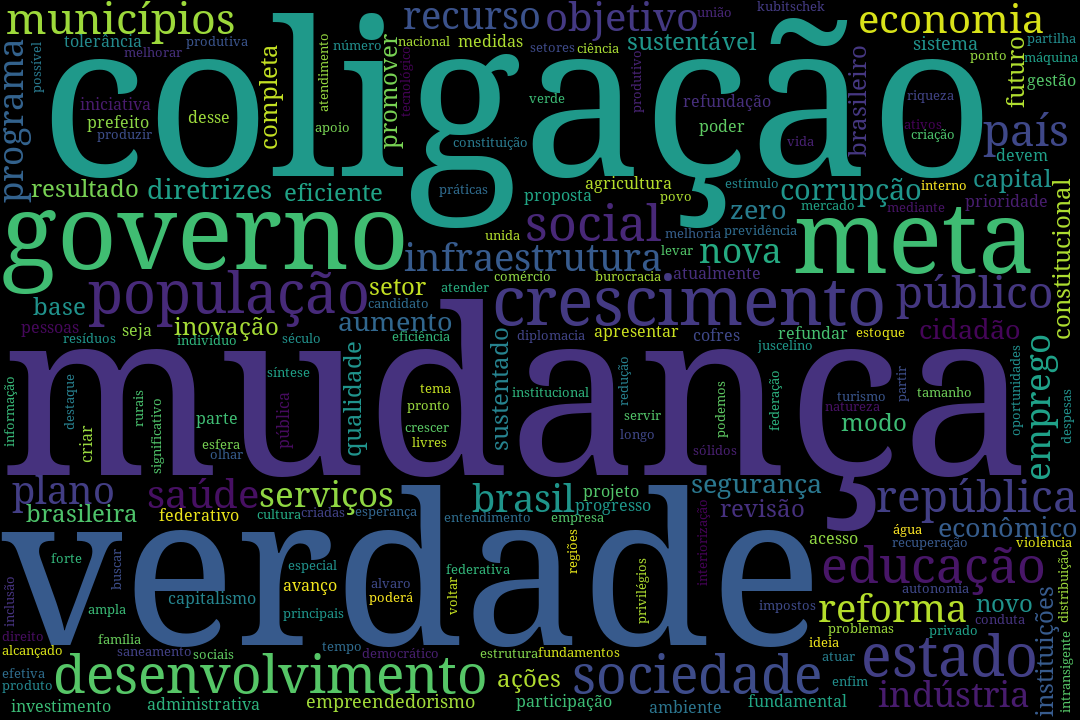 municípios
recurso
objetivo
união
kubitschek
economia
tolerância
produtiva
melhorar
número
nacional
medidas
setores
ciência
sustentável
sistema
ponto
partilha
máquina
possível
programa
coligação
completa
atendimento
promover
tecnológica
produtivo
verde
brasileiro
futuro
gestão
iniciativa
prefeito
produzir
desse
apoio
refundação
poder
constituição
vida
riqueza
ativos
criação
país
devem
resultado
diretrizes
eficiente
práticas
proposta
agricultura
povo
estímulo
corrupção
interno
capital
mercado
mediante
prioridade
governo
unida
social
zero
melhoria
previdência
meta
infraestrutura
levar
nova
constitucional
população
setor
atender
comércio
burocracia
atualmente
base
candidato
crescimento
público
pessoas
seja
inovação
aumento
eficiência
diplomacia
apresentar
cofres
refundar
estoque
cidadão
resíduos
indivíduo
século
juscelino
mudança
síntese
qualidade
sustentado
tema
pronto
crescer
livres
institucional
redução
servir
longo
podemos
federação
turismo
natureza
partir
tamanho
modo
oportunidades
emprego
despesas
informação
destaque
criar
rurais
significativo
parte
esfera
olhar
pública
sólidos
plano
saúde
serviços
brasil
projeto
progresso
segurança
revisão
república
brasileira
federativo
cultura
criadas
esperança
entendimento
empresa
econômico
acesso
água
recuperação
violência
verdade
forte
buscar
especial
avanço
alvaro
poderá
federativa
voltar
regiões
privilégios
interiorização
educação
autonomia
distribuição
inclusão
ampla
capitalismo
principais
impostos
reforma
novo
conduta
instituições
direito
família
alcançado
saneamento
sociais
tempo
democrático
estrutura
fundamentos
problemas
privado
ideia
atuar
enfim
estado
intransigente
efetiva
produto
desenvolvimento
ações
sociedade
indústria
investimento
administrativa
empreendedorismo
participação
ambiente
fundamental